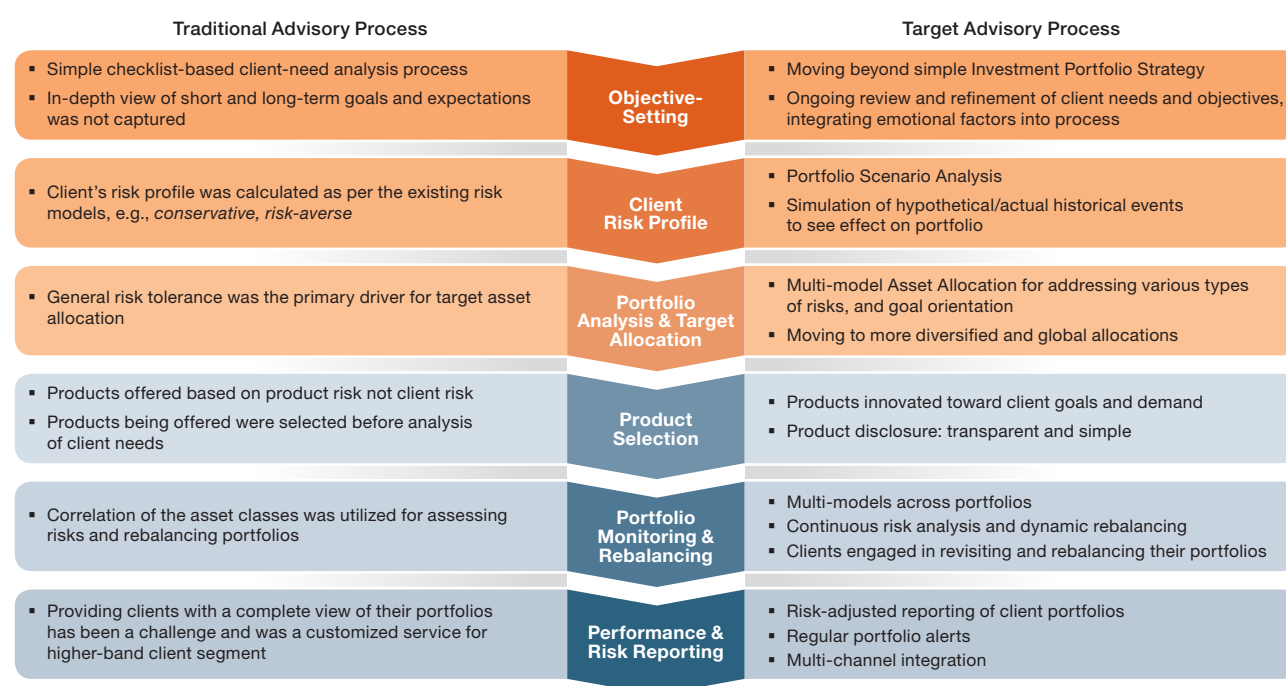 Traditional Advisory Process
Target Advisory Process
▪ Simple checklist-based client-need analysis process
▪ In-depth view of short and long-term goals and expectations
was not captured
Objective-
Setting
▪ Moving beyond simple Investment Portfolio Strategy
▪ Ongoing review and refinement of client needs and objectives,
integrating emotional factors into process
▪ Client's risk profile was calculated as per the existing risk
models, e.g., conservative, risk-averse
Client
Risk Profile
▪ Portfolio Scenario Analysis
▪ Simulation of hypothetical/actual historical events
to see effect on portfolio
▪ General risk tolerance was the primary driver for target asset
allocation
Portfolio
Analysis & Target
Allocation
▪ Multi-model Asset Allocation for addressing various types
of risks, and goal orientation
▪ Moving to more diversified and global allocations
▪ Products offered based on product risk not client risk
▪ Products being offered were selected before analysis
of client needs
Product
Selection
▪ Products innovated toward client goals and demand
▪ Product disclosure: transparent and simple
▪ Correlation of the asset classes was utilized for assessing
risks and rebalancing portfolios
Portfolio
Monitoring &
Rebalancing
▪ Multi-models across portfolios
▪ Continuous risk analysis and dynamic rebalancing
▪ Clients engaged in revisiting and rebalancing their portfolios
▪ Providing clients with a complete view of their portfolios
has been a challenge and was a customized service for
higher-band client segment
Performance &
Risk Reporting
▪ Risk-adjusted reporting of client portfolios
▪ Regular portfolio alerts
▪ Multi-channel integration